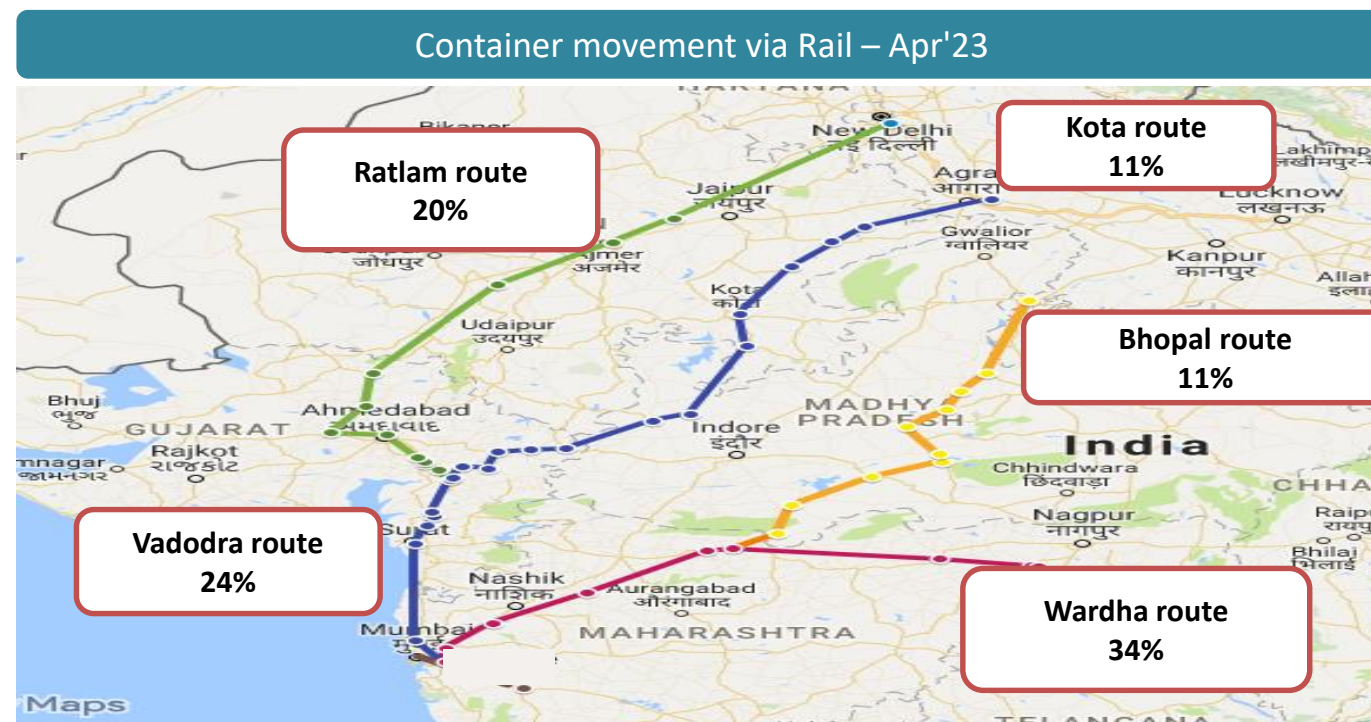 Container movement via Rail – Apr'23
HARYANA
Bikaner
New Delhi
नई दिल्ली
Kota route
11%
Ratlam route
20%
Jaipur
जयपुर
Agra
आगरा
Lucknow
लखनऊ
Gwalior
ग्वालियर
Kanpur
कानपुर
जोधपुर
Ajmer
अजमेर
Kota
कोटा
Udaipur
उदयपुर
Bhopal route
11%
Bhuj
ભુજ
GUJARAT
Ahmedabad
અમદાવાદ
Rajkot
રાજકોટ
Indore
इंदौर
MADHYA
PRADESH
India
Chhindwara
छिंदवाड़ा
Nagpur
नागपुर
Bhilai
भिलाई
Vadodra route
24%
Surat
Nashik
नाशिक
Aurangabad
औरंगाबाद
Mumbai
MAHARASHTRA
Wardha route
34%
Maps
TELANGANA